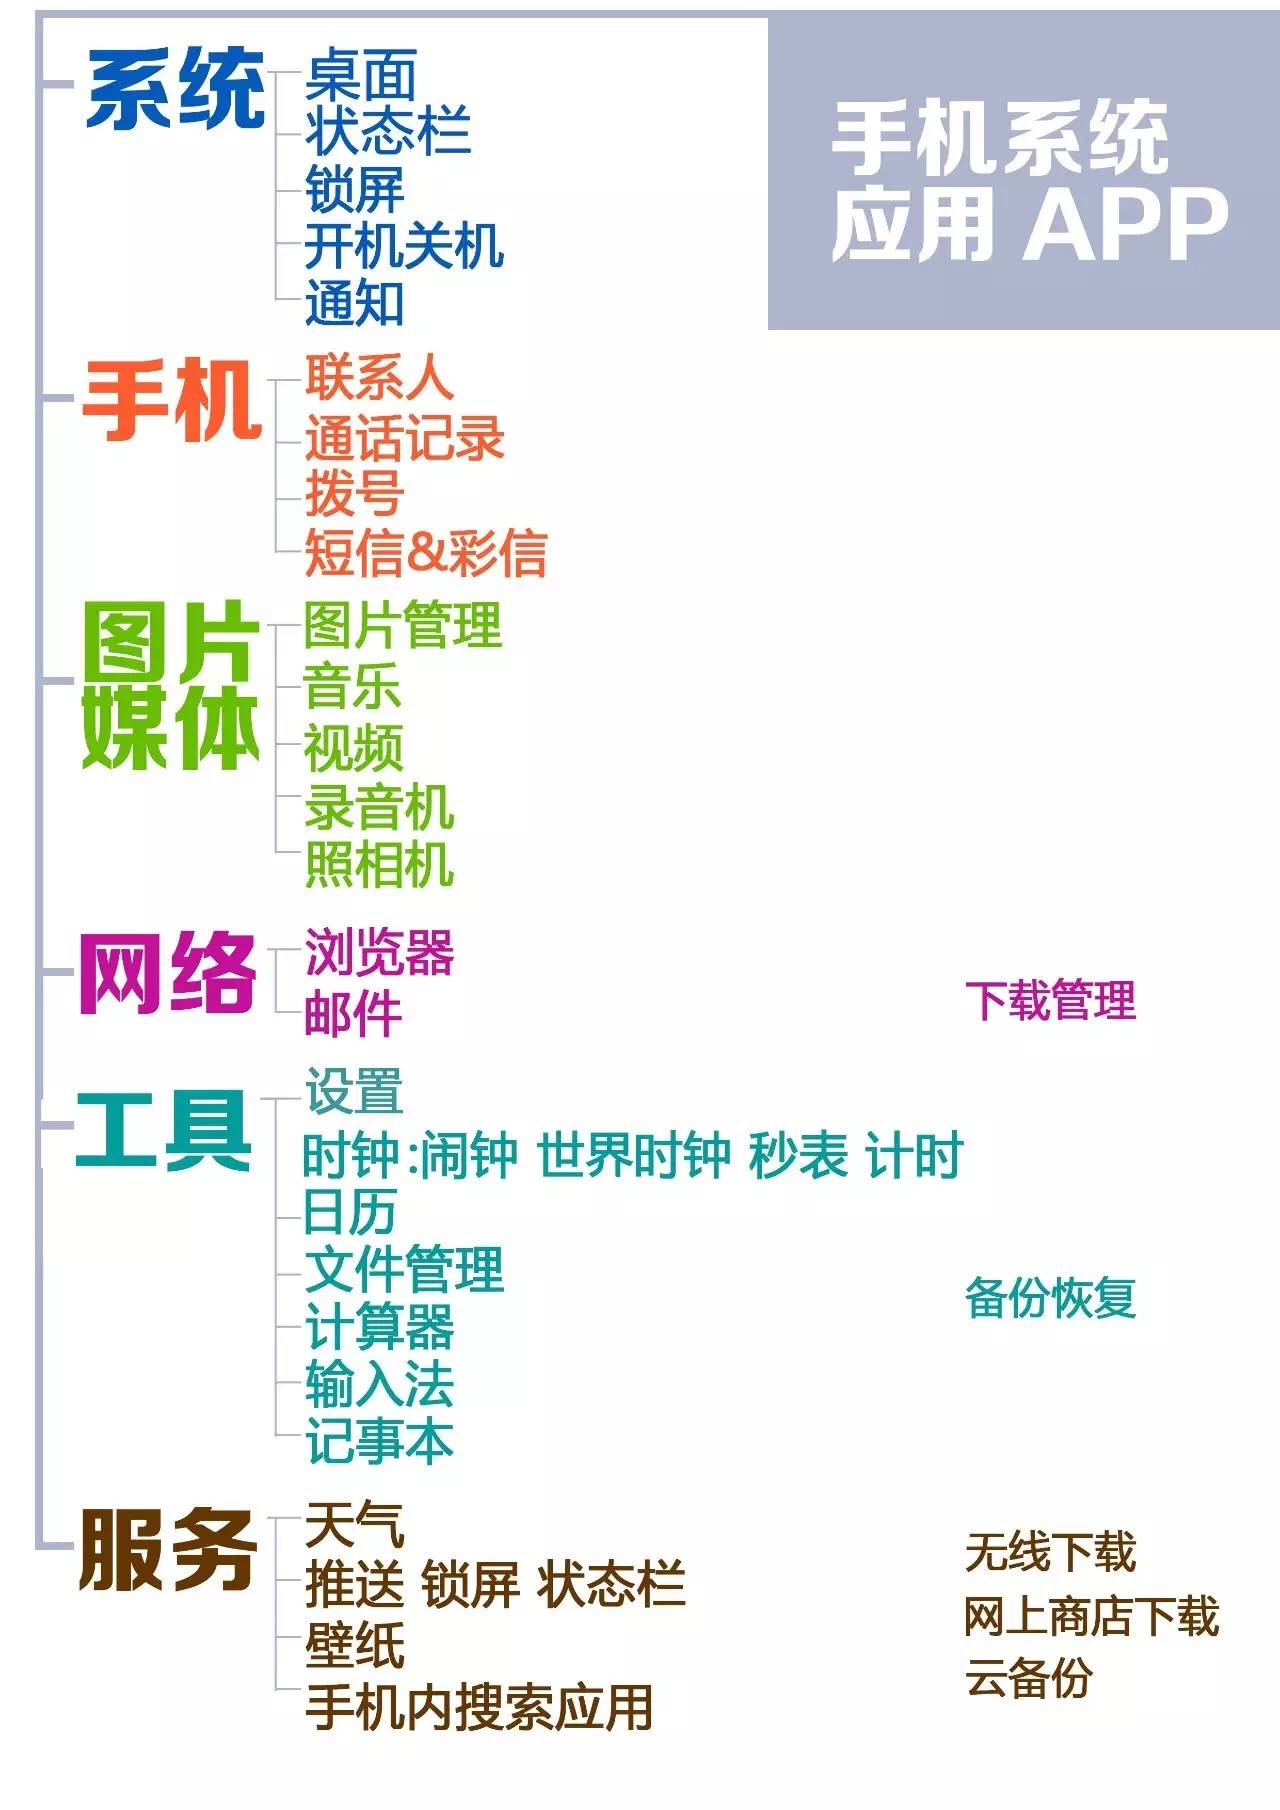 手机系统
应用 APP
系统
桌面
状态栏
锁屏
开机关机
通知
手机
联系人
通话记录
拨号
短信&彩信
图片
媒体
图片管理
音乐
视频
录音机
照相机
网络
浏览器
邮件
下载管理
工具
设置
时钟:闹钟 世界时钟 秒表 计时
日历
文件管理
备份恢复
计算器
输入法
记事本
服务
天气
无线下载
推送 锁屏 状态栏
网上商店下载
壁纸
云备份
手机内搜索应用